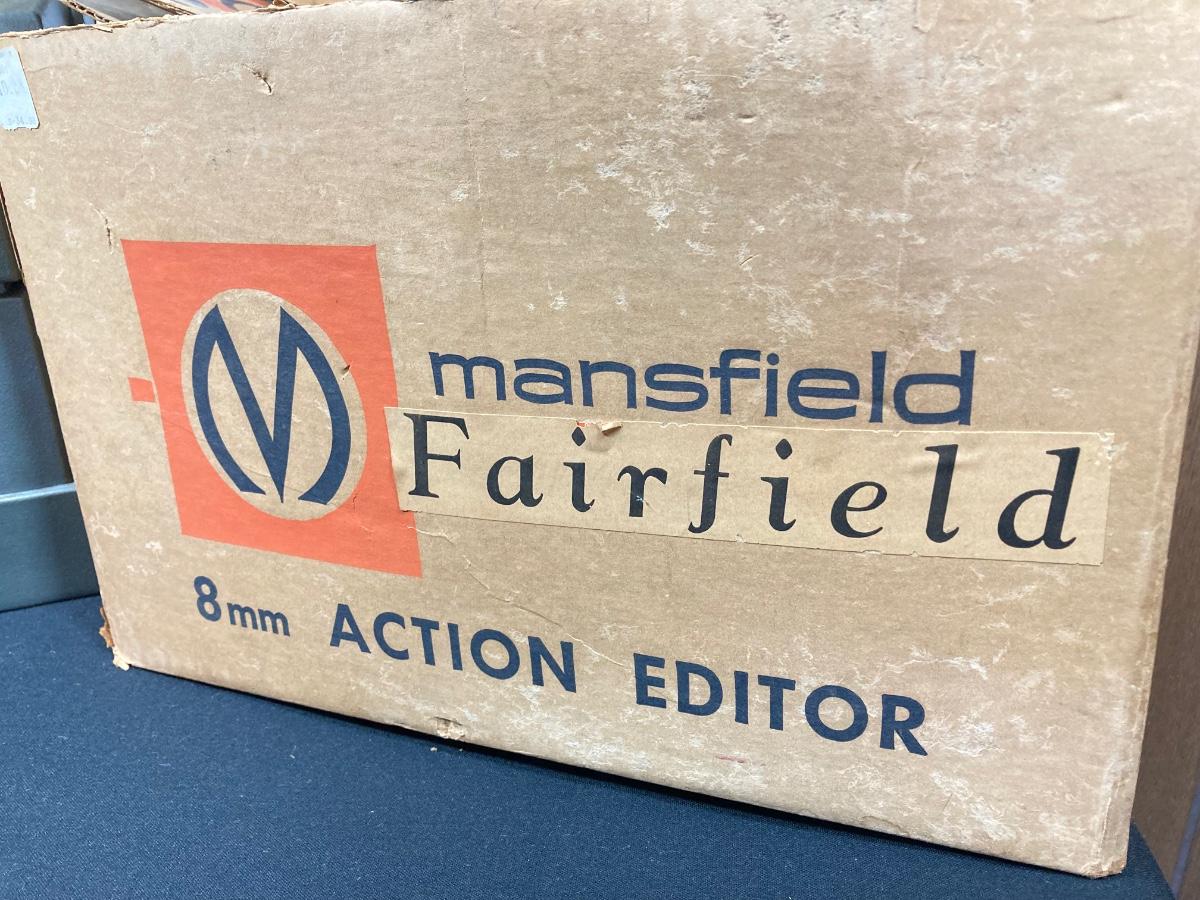 M
mansfield
Fairfield
8mm ACTION EDITOR